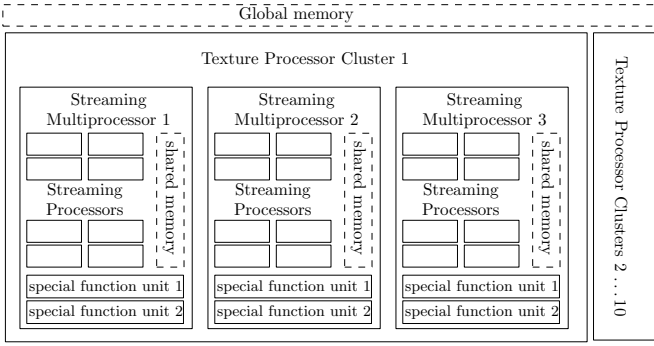 Global memory
Texture Processor Cluster 1
Streaming
Multiprocessor 1
shared memory
Streaming
Processors
special function unit 1
special function unit 2
Streaming
Multiprocessor 2
shared memory
Streaming
Processors
special function unit 1
special function unit 2
Streaming
Multiprocessor 3
shared memory
Streaming
Processors
special function unit 1
special function unit 2
Texture Processor Clusters 2 ... 10